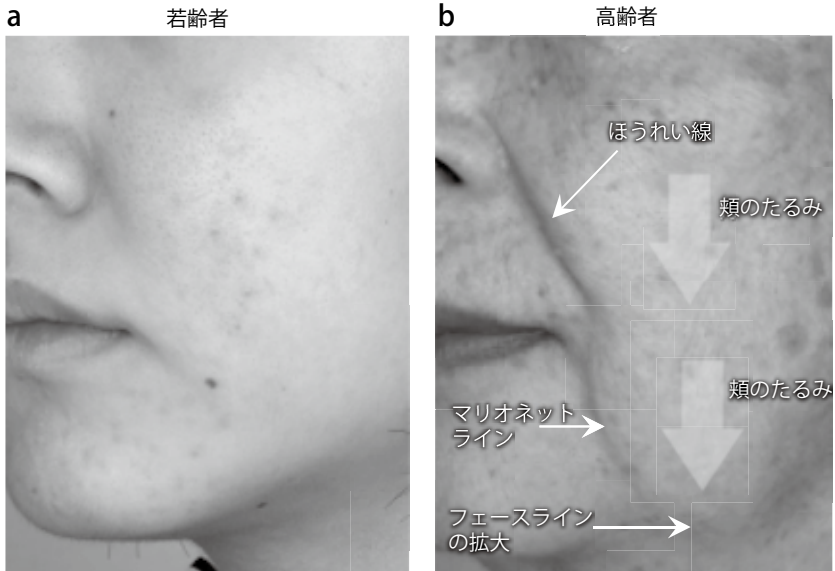 a
若齢者
b
高齢者
ほうれい線
頬のたるみ
頬のたるみ
マリオネット
ライン
フェースライン
の拡大